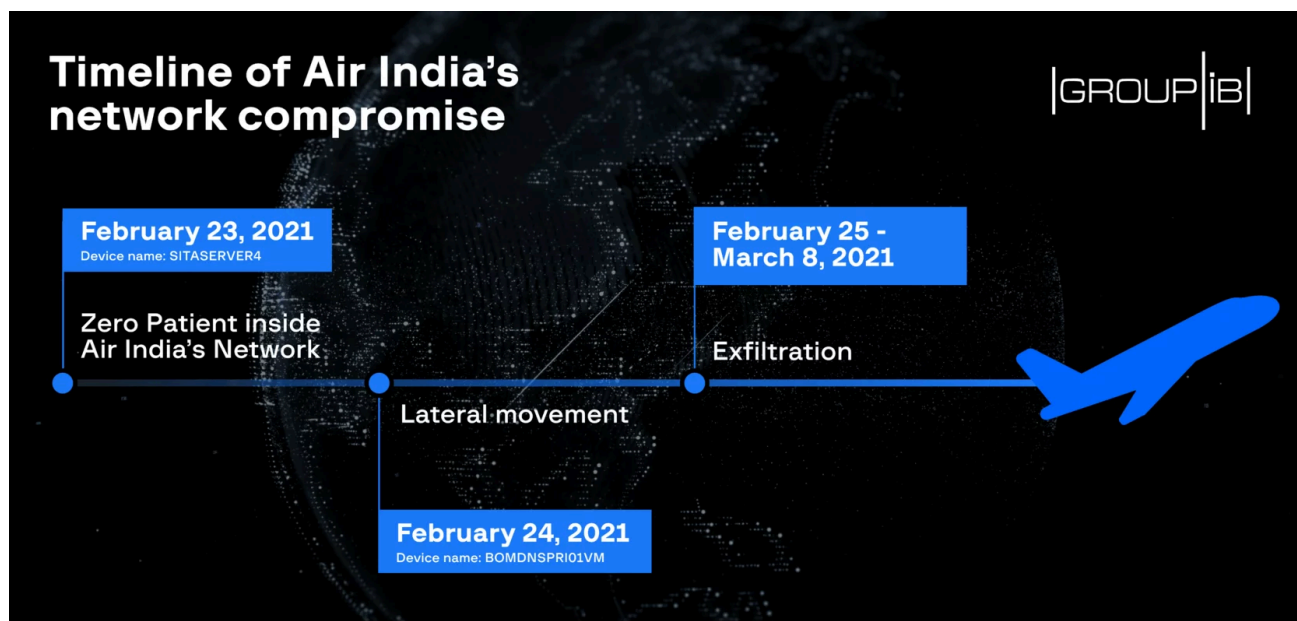 Timeline of Air India's
network compromise
|GROUP|iB|
February 23, 2021
Device name: SITASERVER4
Zero Patient inside
Air India's Network
Lateral movement
February 24, 2021
Device name: BOMDNSPRI01VM
February 25 -
March 8, 2021
Exfiltration